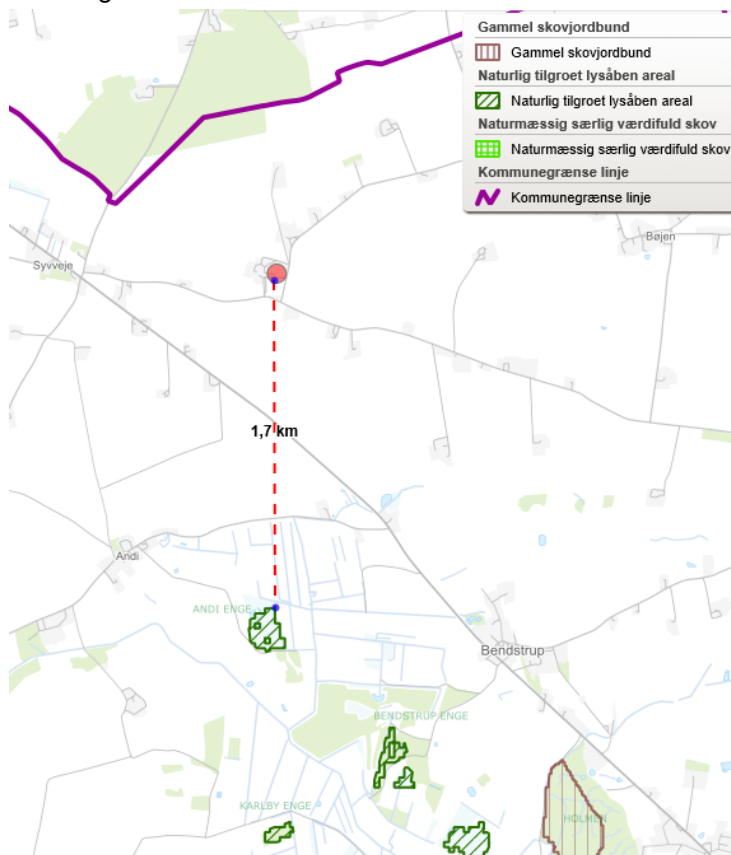 Gammel skovjordbund
Gammel skovjordbund
Naturlig tilgroet lysåben areal
Naturlig tilgroet lysåben areal
Naturmæssig særlig værdifuld skov
Naturmæssig særlig værdifuld skov
Kommunegrænse linje
Kommunegrænse linje
Bøjen
Syvveje
1,7 km
Andi
ANDI ENGE
Bendstrup
BENDSTRUP ENGE
KARLBY ENGE
HOLMEN